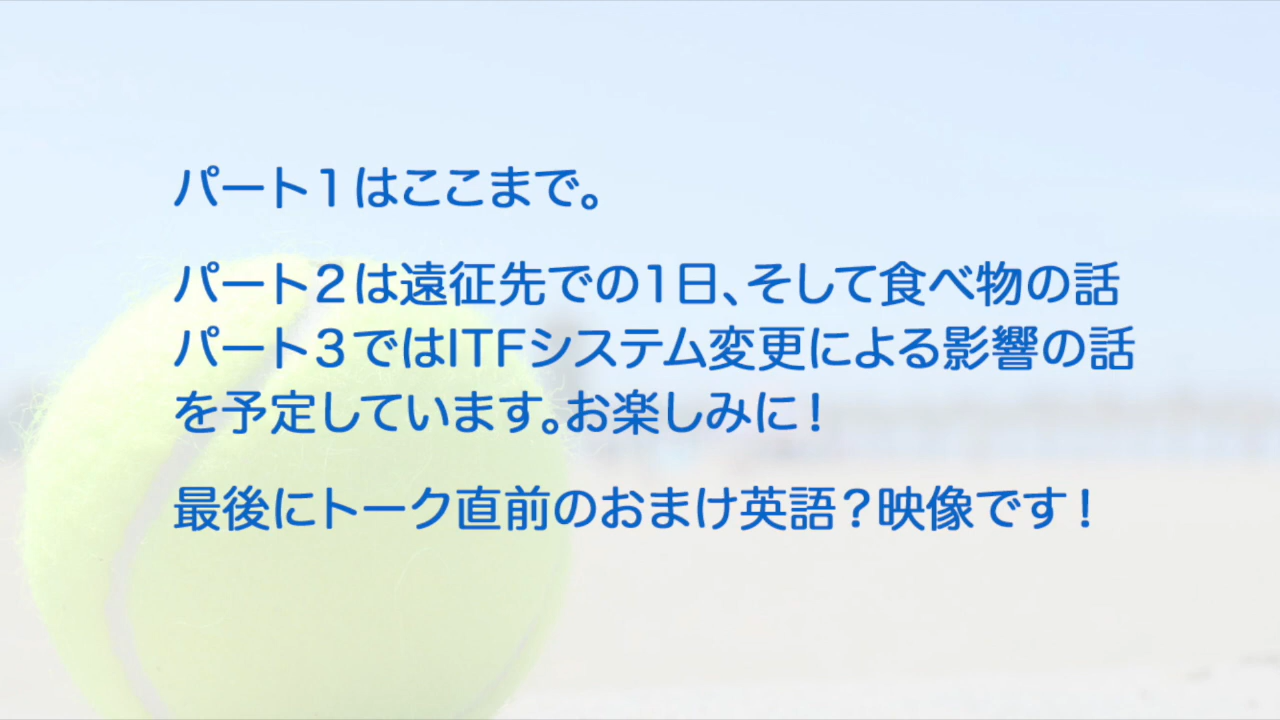 パート１はここまで。
パート２は遠征先での1日、そして食べ物の話
パート３ではITFシステム変更による影響の話
を予定しています。お楽しみに！
最後にトーク直前のおまけ英語？映像です！